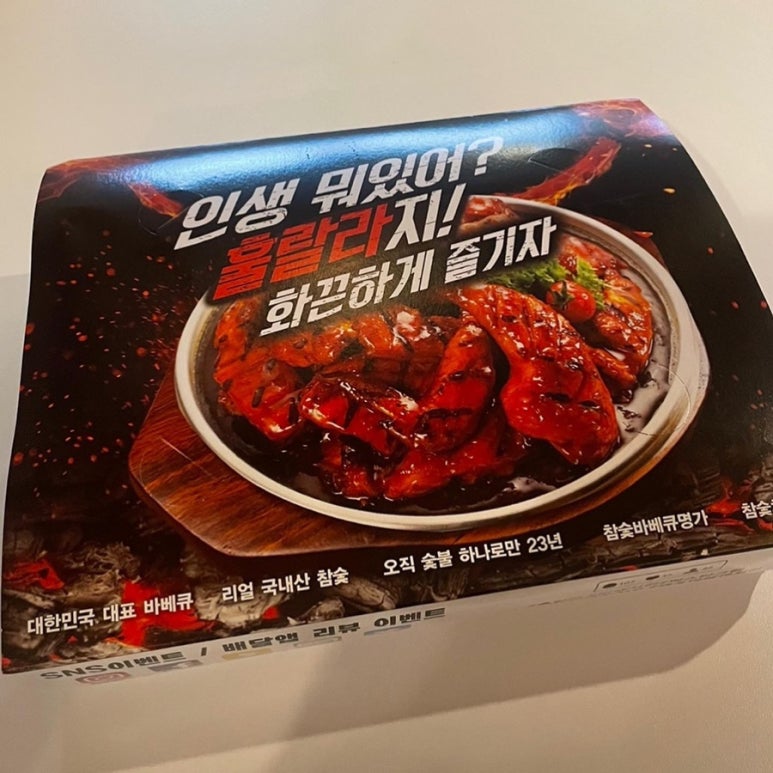 인생 뭐있어?
홀랄라지!
화끈하게 즐기자
대한민국 대표 바베큐 리얼 국내산 참숯 오직 숯불 하나로만 23년 참숯바베큐명가 참숯
SNS이벤트 / 배달앱 리뷰 이벤트